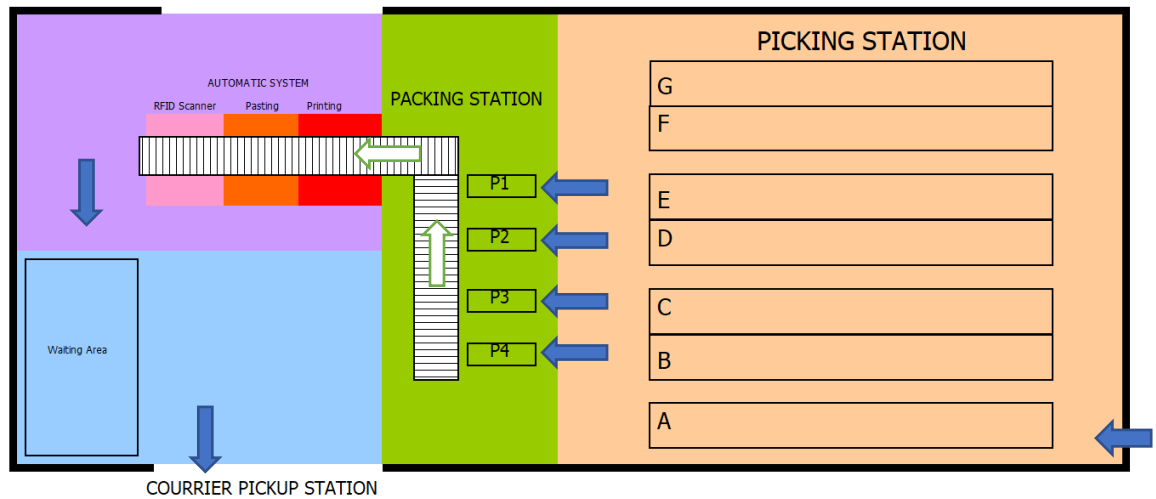 PICKING STATION
G
F
E
D
C
B
A
PACKING STATION
P1
P2
P3
P4
AUTOMATIC SYSTEM
RFID Scanner Pasting Printing
Waiting Area
COURRIER PICKUP STATION